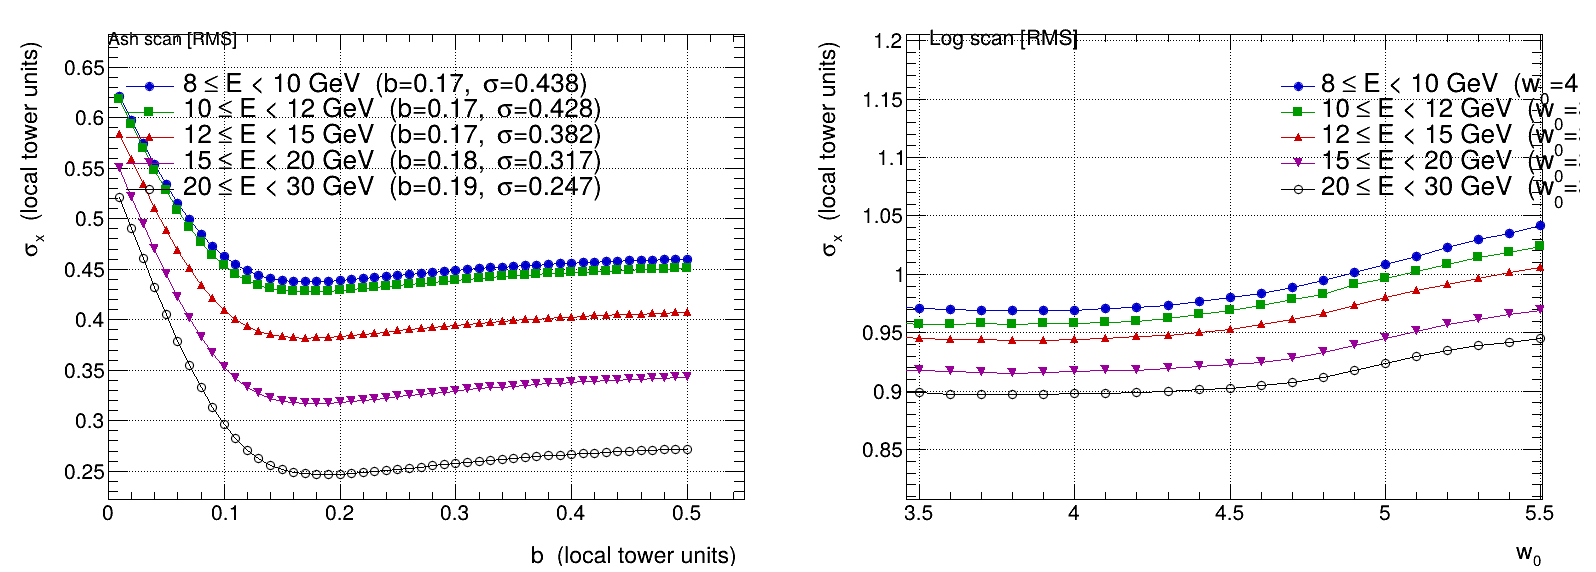 Ash scan [RMS]
σx (local tower units)
8 ≤ E < 10 GeV (b=0.17, σ=0.438)
10 ≤ E < 12 GeV (b=0.17, σ=0.428)
12 ≤ E < 15 GeV (b=0.17, σ=0.382)
15 ≤ E < 20 GeV (b=0.18, σ=0.317)
20 ≤ E < 30 GeV (b=0.19, σ=0.247)
0.65
0.6
0.55
0.5
0.45
0.4
0.35
0.3
0.25
0 0.1 0.2 0.3 0.4 0.5
b (local tower units)
Log scan [RMS]
σx (local tower units)
8 ≤ E < 10 GeV (w0=4
10 ≤ E < 12 GeV (w0=
12 ≤ E < 15 GeV (w0=
15 ≤ E < 20 GeV (w0=
20 ≤ E < 30 GeV (w0=
1.2
1.15
1.1
1.05
1
0.95
0.9
0.85
3.5 4 4.5 5 5.5
w0